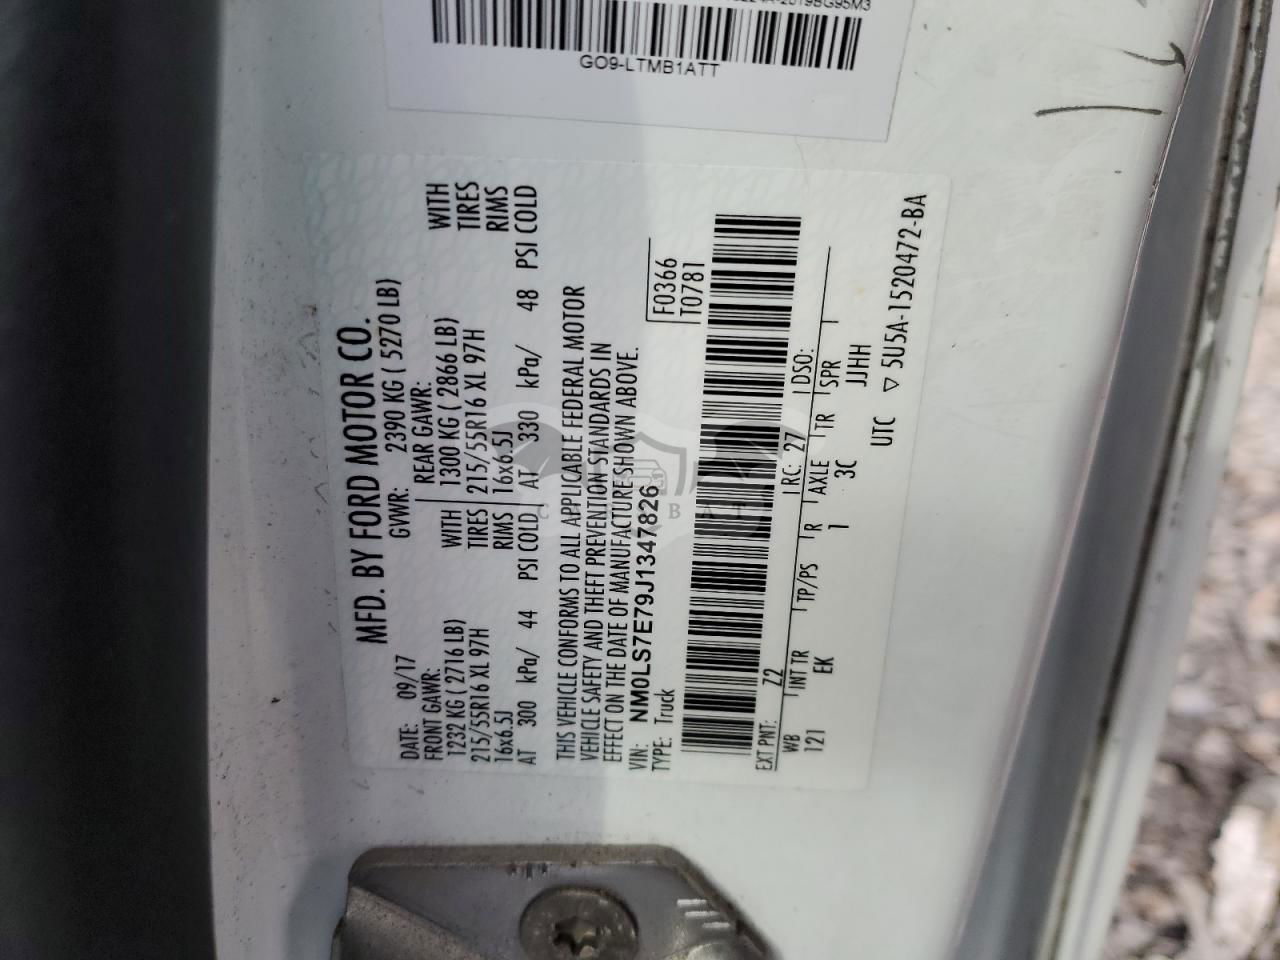 GO9-LTMB1ATT
MFD. BY FORD MOTOR CO.
DATE: 09/17 GVWR: 2390 KG ( 5270 LB)
FRONT GAWR: REAR GAWR:
1232 KG ( 2716 LB) WITH 1300 KG ( 2866 LB) WITH
215/55R16 XL 97H TIRES 215/55R16 XL 97H TIRES
16x6.5J RIMS 16x6.5J RIMS
AT 300 kPa/ 44 PSI COLD AT 330 kPa/ 48 PSI COLD
THIS VEHICLE CONFORMS TO ALL APPLICABLE FEDERAL MOTOR
VEHICLE SAFETY AND THEFT PREVENTION STANDARDS IN
EFFECT ON THE DATE OF MANUFACTURE SHOWN ABOVE.
VIN: NM0LS7E79J1347826 F0366
TYPE: Truck T0781
EXT PNT: Z2 RC: 27 DSO:
WB INT TR TP/PS R AXLE TR SPR
121 EK 1 3C JJHH
UTC ▽ 5U5A-1520472-BA